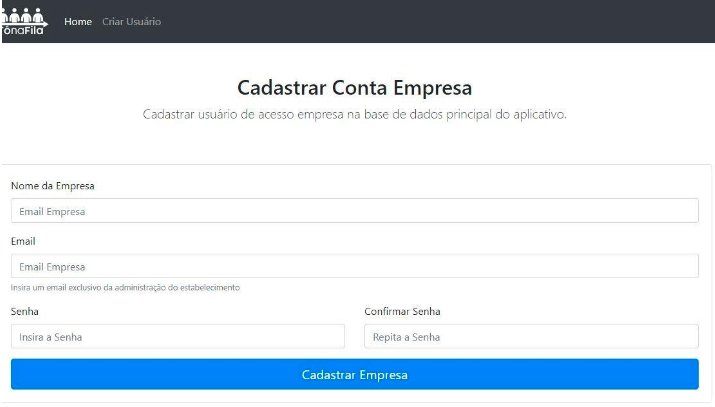 TônaFila
Home Criar Usuário
Cadastrar Conta Empresa
Cadastrar usuário de acesso empresa na base de dados principal do aplicativo.
Nome da Empresa
Email Empresa
Email
Email Empresa
Insira um email exclusivo da administração do estabelecimento
Senha Confirmar Senha
Insira a Senha Repita a Senha
Cadastrar Empresa